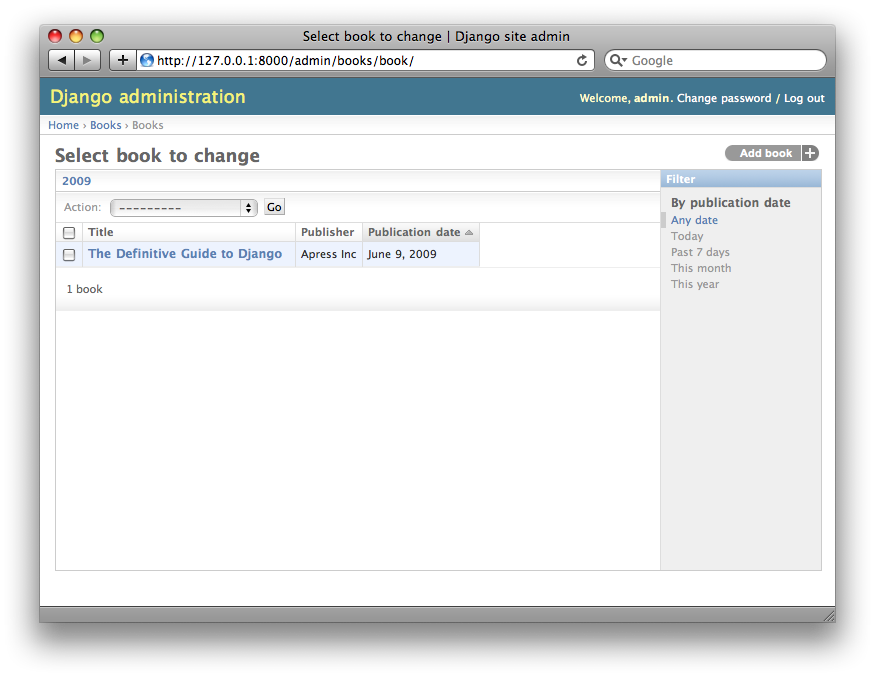 Select book to change | Django site admin
http://127.0.0.1:8000/admin/books/book/
Google
Django administration
Welcome, admin. Change password / Log out
Home › Books › Books
Select book to change
Add book +
2009
Action: --------- Go
Title Publisher Publication date
The Definitive Guide to Django Apress Inc June 9, 2009
1 book
Filter
By publication date
Any date
Today
Past 7 days
This month
This year